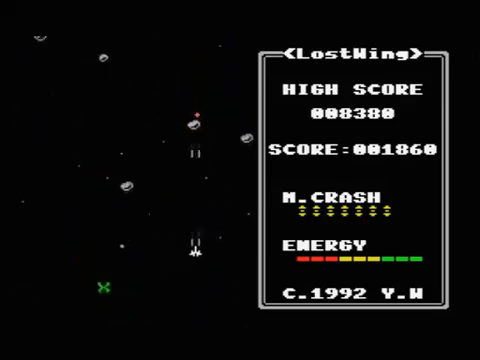 <LostWing>
HIGH SCORE
008380
SCORE:001860
M.CRASH
ENERGY
C.1992 Y.W